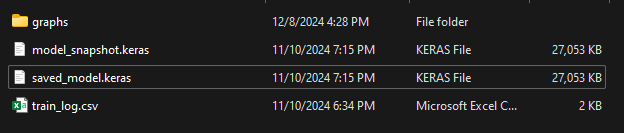 graphs 12/8/2024 4:28 PM File folder
model_snapshot.keras 11/10/2024 7:15 PM KERAS File 27,053 KB
saved_model.keras 11/10/2024 7:15 PM KERAS File 27,053 KB
train_log.csv 11/10/2024 6:34 PM Microsoft Excel C... 2 KB